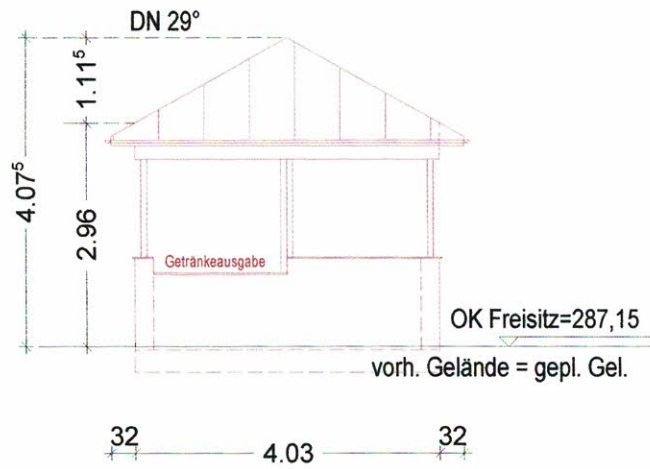 DN 29°
1.11⁵
4.07⁵
2.96
Getränkeausgabe
OK Freisitz=287,15
vorh. Gelände = gepl. Gel.
32 4.03 32